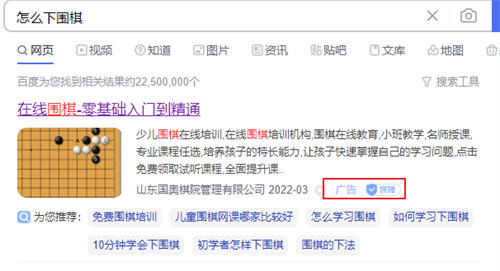 怎么下围棋
网页 视频 知道 图片 资讯 贴吧 文库 地图
百度为您找到相关结果约22,500,000个 搜索工具
在线围棋-零基础入门到精通
少儿围棋在线培训,在线围棋培训机构,围棋在线教育,小班教学,名师授课,
专业课程任选,培养孩子的特长能力,让孩子快速掌握自己的学习问题,点击
免费领取试听课程,全面提升课...
山东国奥棋院管理有限公司 2022-03 广告 保障
为您推荐: 免费围棋培训 儿童围棋网课哪家比较好 怎么学习围棋 如何学习下围棋
10分钟学会下围棋 初学者怎样下围棋 围棋的下法